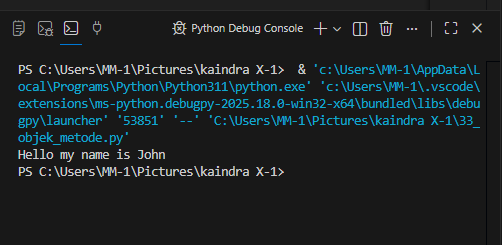 Python Debug Console
PS C:\Users\MM-1\Pictures\kaindra X-1>  & 'c:\Users\MM-1\AppData\L
ocal\Programs\Python\Python311\python.exe' 'c:\Users\MM-1\.vscode\
extensions\ms-python.debugpy-2025.18.0-win32-x64\bundled\libs\debu
gpy\launcher' '53851' '--' 'C:\Users\MM-1\Pictures\kaindra X-1\33_
objek_metode.py'
Hello my name is John
PS C:\Users\MM-1\Pictures\kaindra X-1>